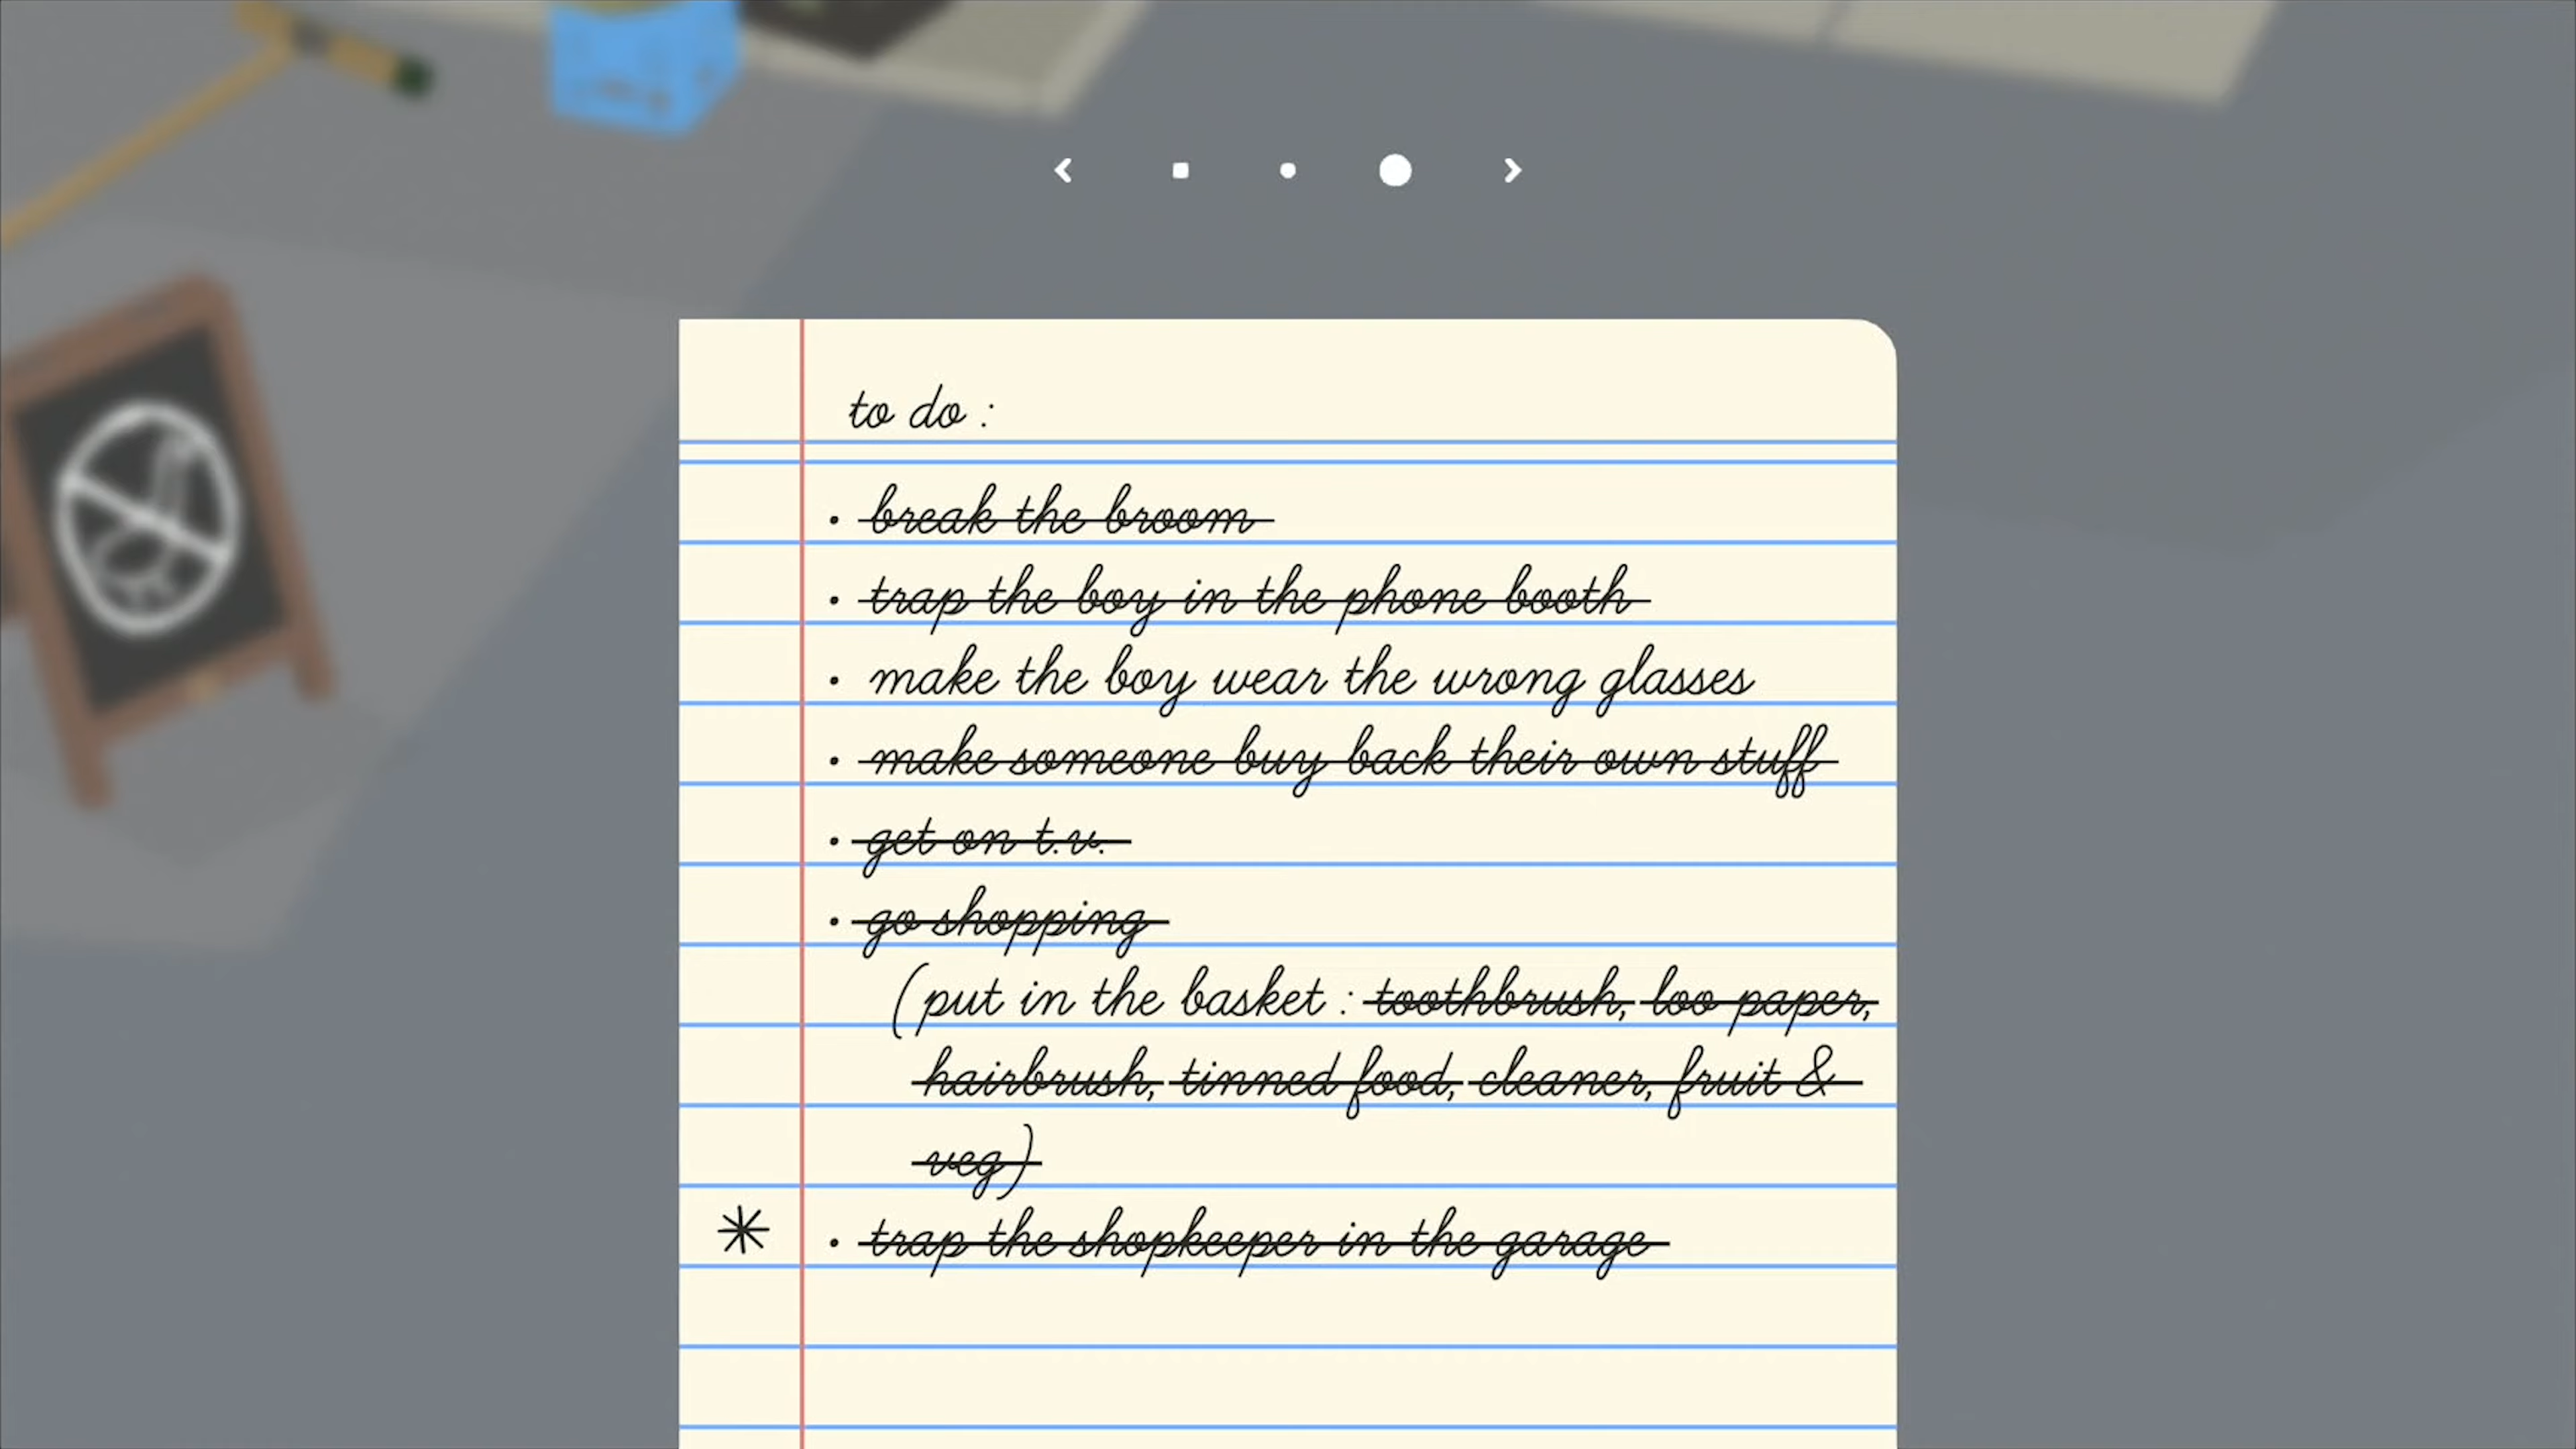 to do :
• break the broom
• trap the boy in the phone booth
• make the boy wear the wrong glasses
• make someone buy back their own stuff
• get on t.v.
• go shopping
(put in the basket : toothbrush, loo paper,
hairbrush, tinned food, cleaner, fruit &
veg)
* • trap the shopkeeper in the garage